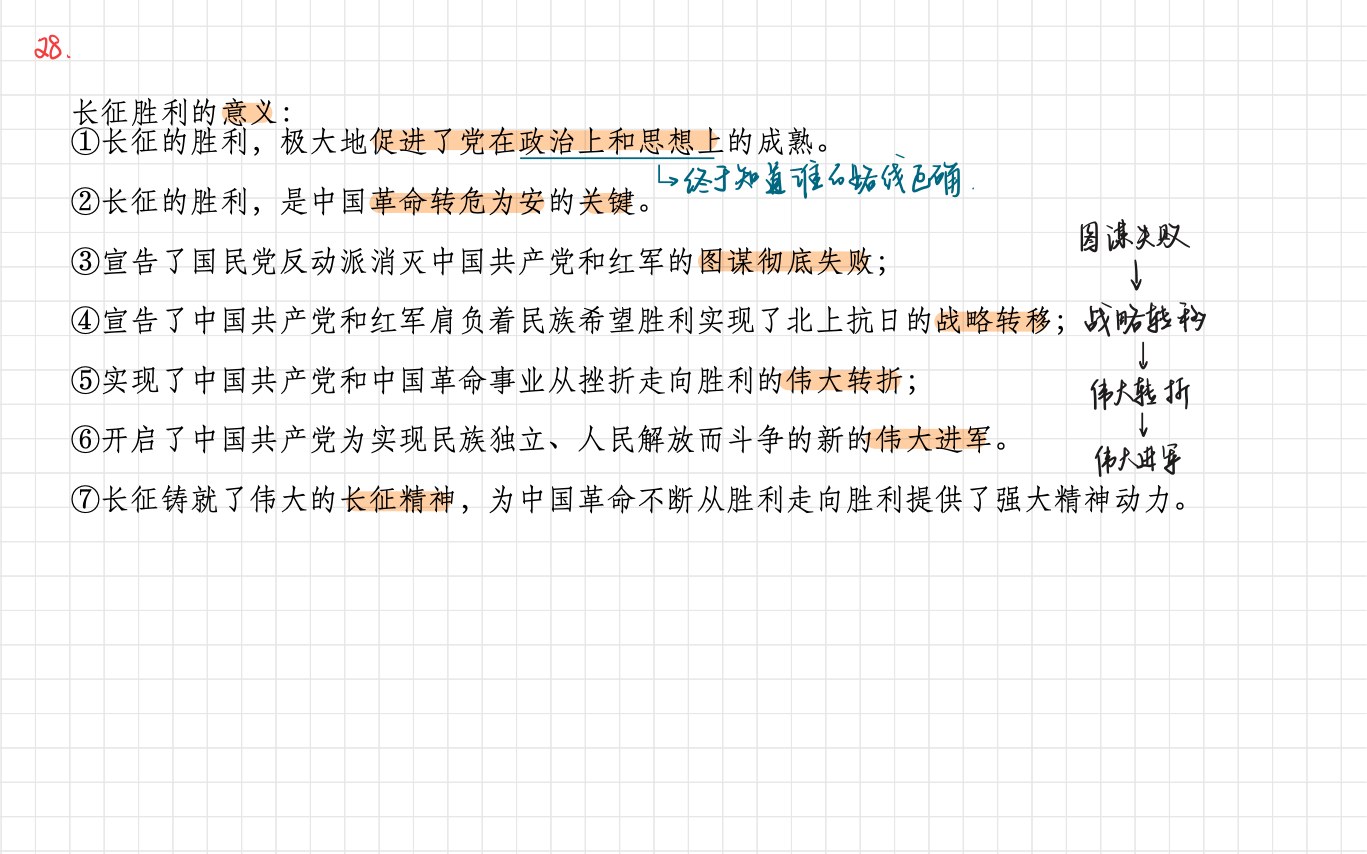 28.
长征胜利的意义：
①长征的胜利，极大地促进了党在政治上和思想上的成熟。
↳终于知道谁的路线正确.
②长征的胜利，是中国革命转危为安的关键。
③宣告了国民党反动派消灭中国共产党和红军的图谋彻底失败；
④宣告了中国共产党和红军肩负着民族希望胜利实现了北上抗日的战略转移；
⑤实现了中国共产党和中国革命事业从挫折走向胜利的伟大转折；
⑥开启了中国共产党为实现民族独立、人民解放而斗争的新的伟大进军。
⑦长征铸就了伟大的长征精神，为中国革命不断从胜利走向胜利提供了强大精神动力。
图谋失败
↓
战略转移
↓
伟大转折
↓
伟大进军